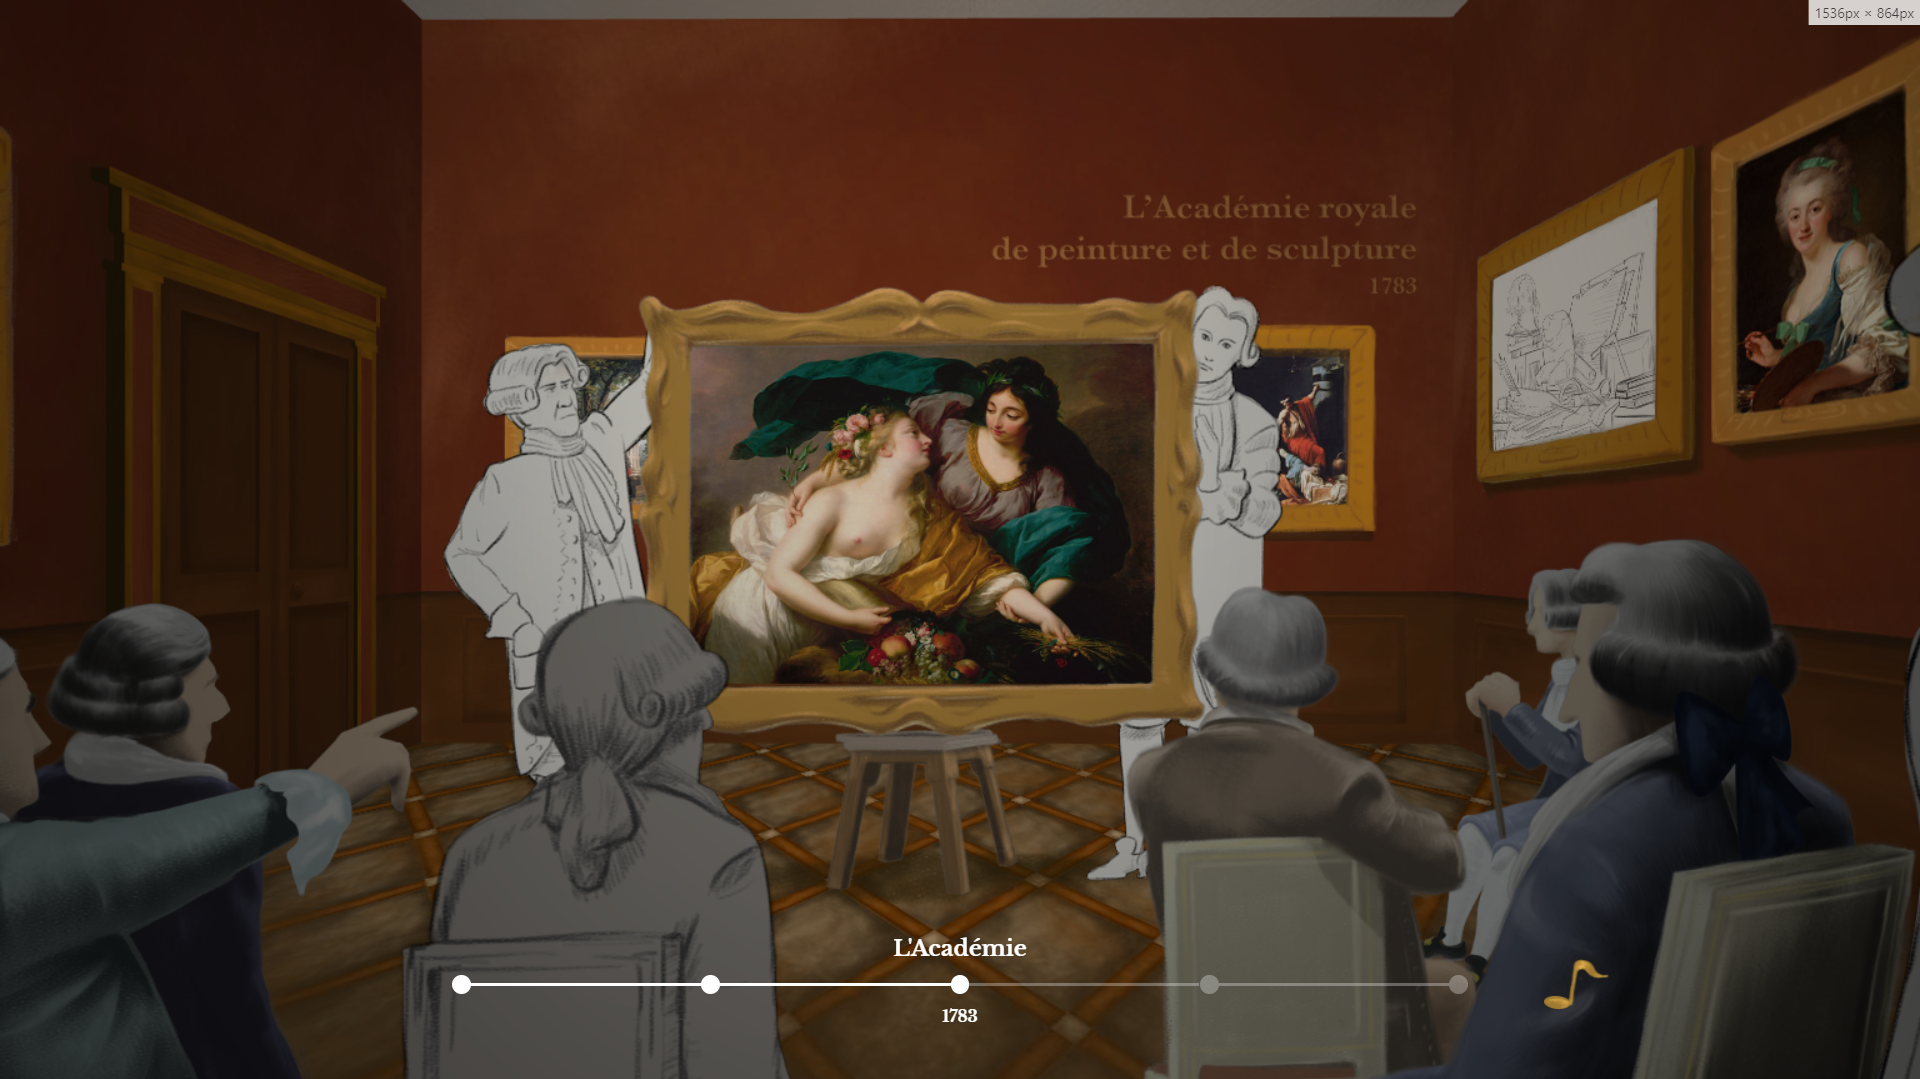 1536px × 864px
L’Académie royale
de peinture et de sculpture
1783
L'Académie
1783